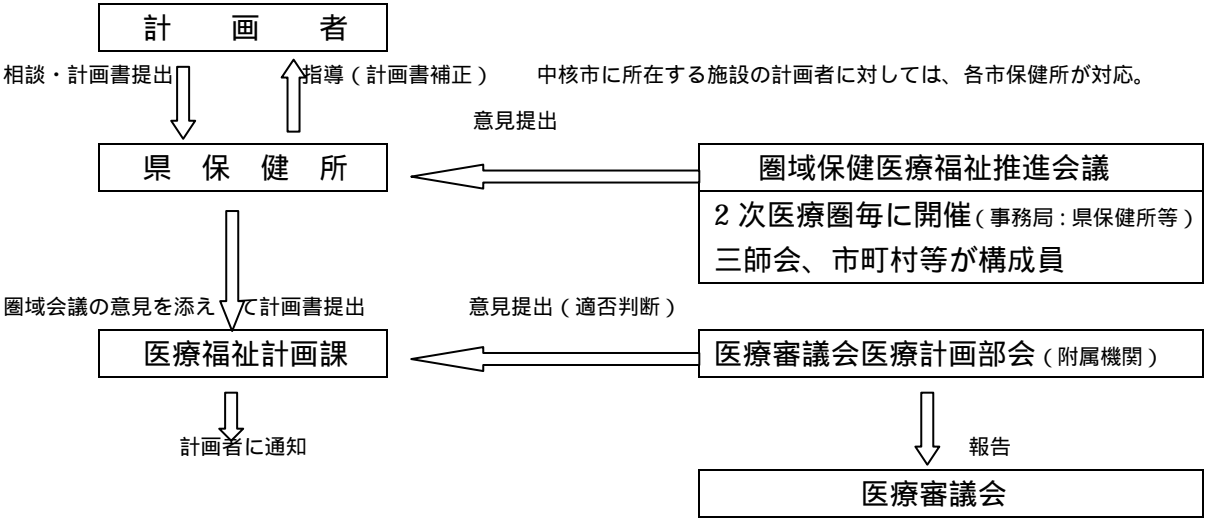 計画者
相談・計画書提出
指導(計画書補正)
中核市に所在する施設の計画者に対しては、各市保健所が対応。
意見提出
県保健所
圏域保健医療福祉推進会議
2次医療圏毎に開催(事務局:県保健所等)
三師会、市町村等が構成員
圏域会議の意見を添えて計画書提出
意見提出(適否判断)
医療福祉計画課
医療審議会医療計画部会(附属機関)
計画者に通知
報告
医療審議会